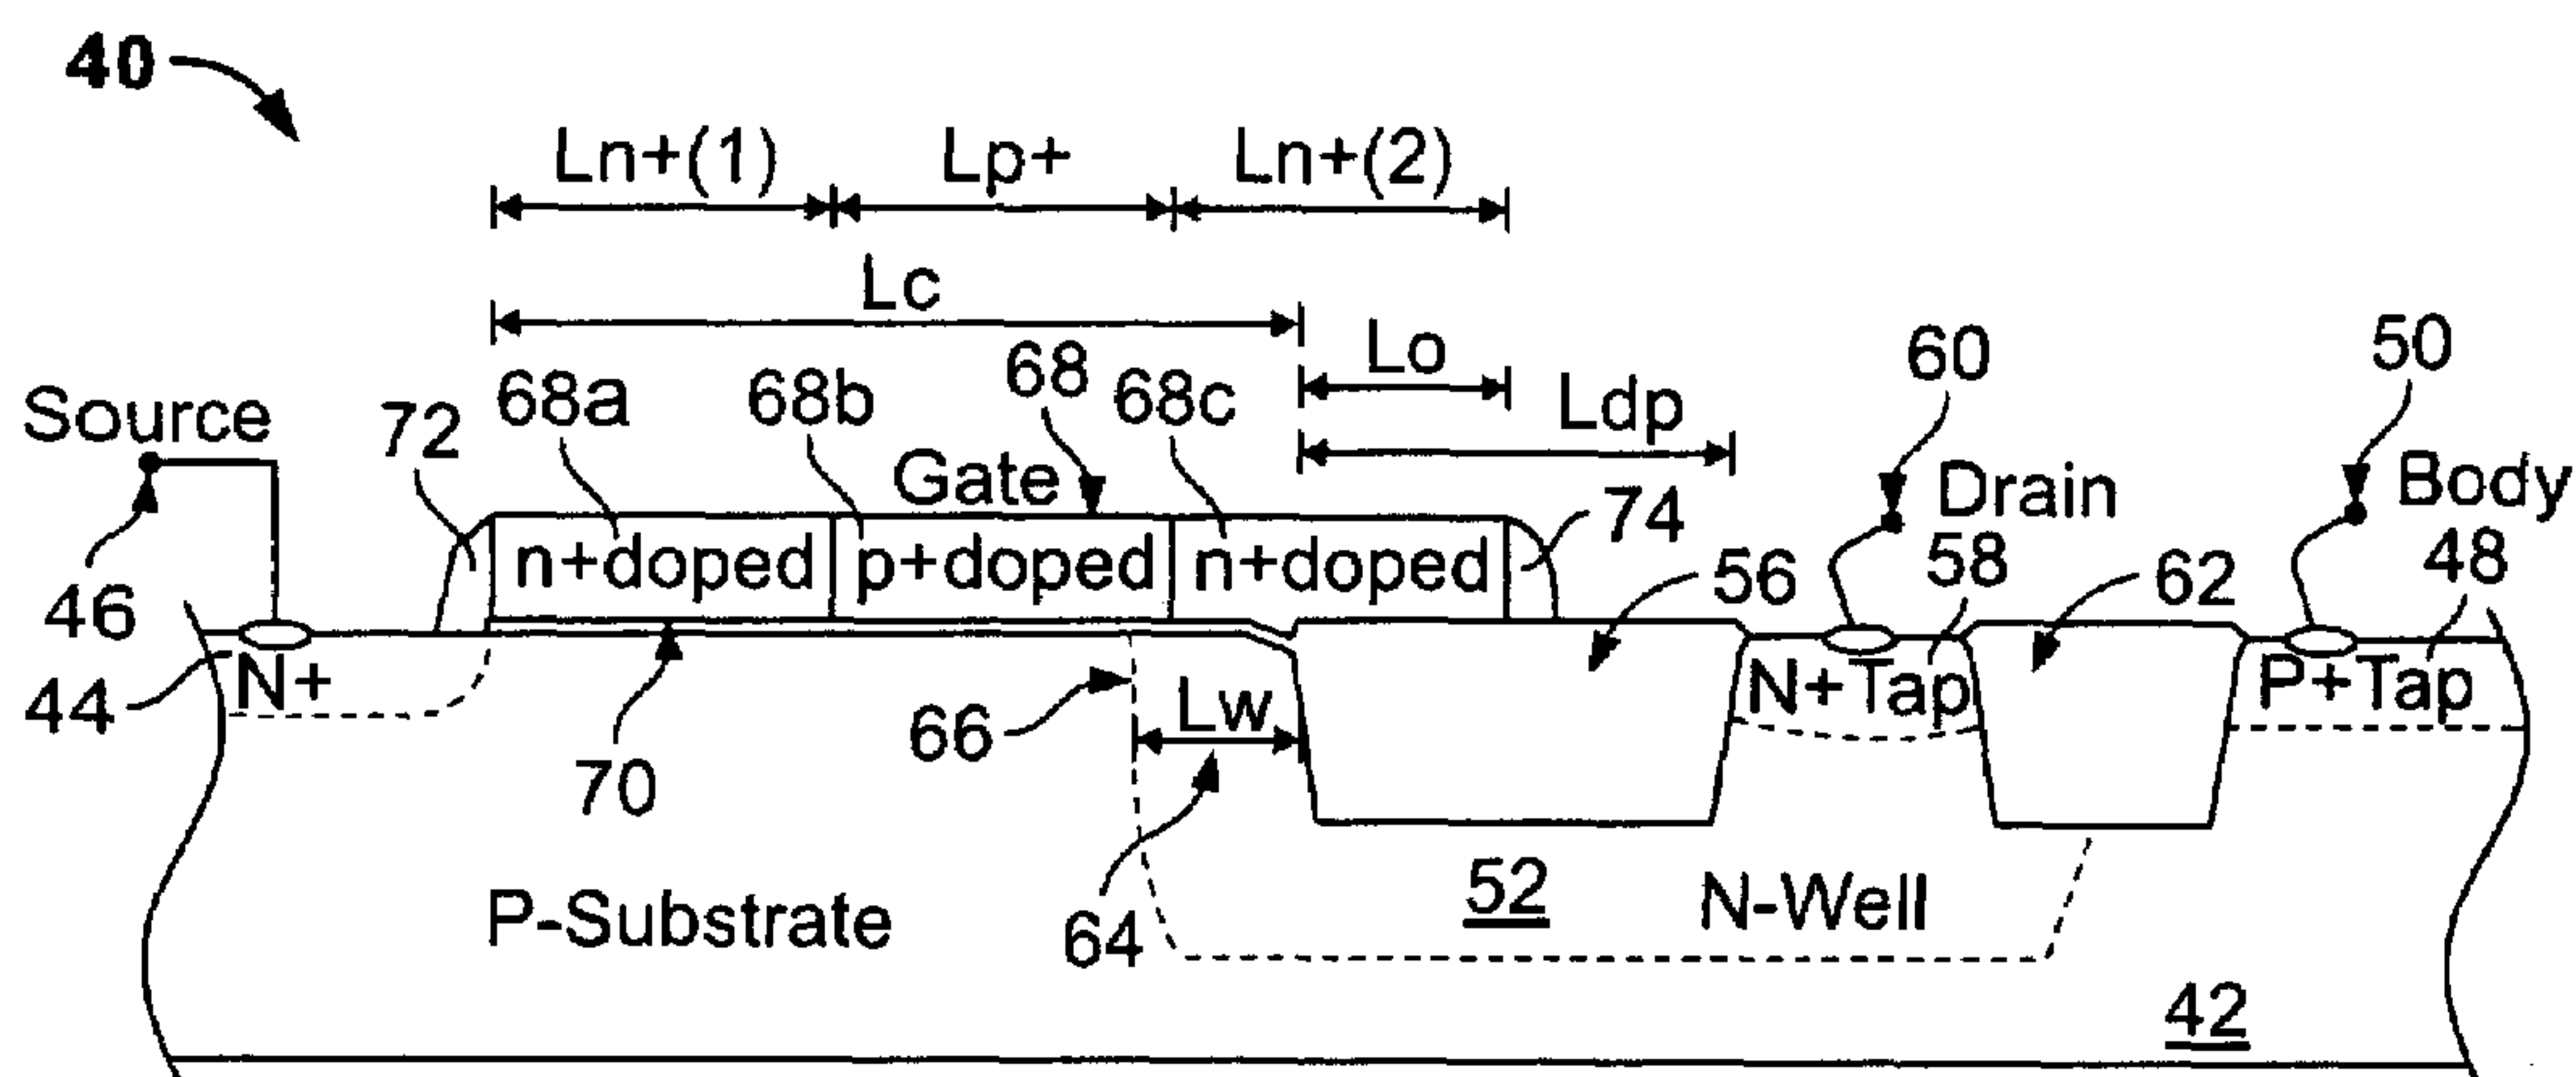 40
Ln+(1) Lp+ Ln+(2)
Lc
Lo
Ldp
60
50
Source
72
68a
68b
68
68c
Gate
74
Drain
Body
46
n+doped p+doped n+doped
56
58
62
48
44
N+
70
66
Lw
N+Tap
P+Tap
64
P-Substrate
52
N-Well
42